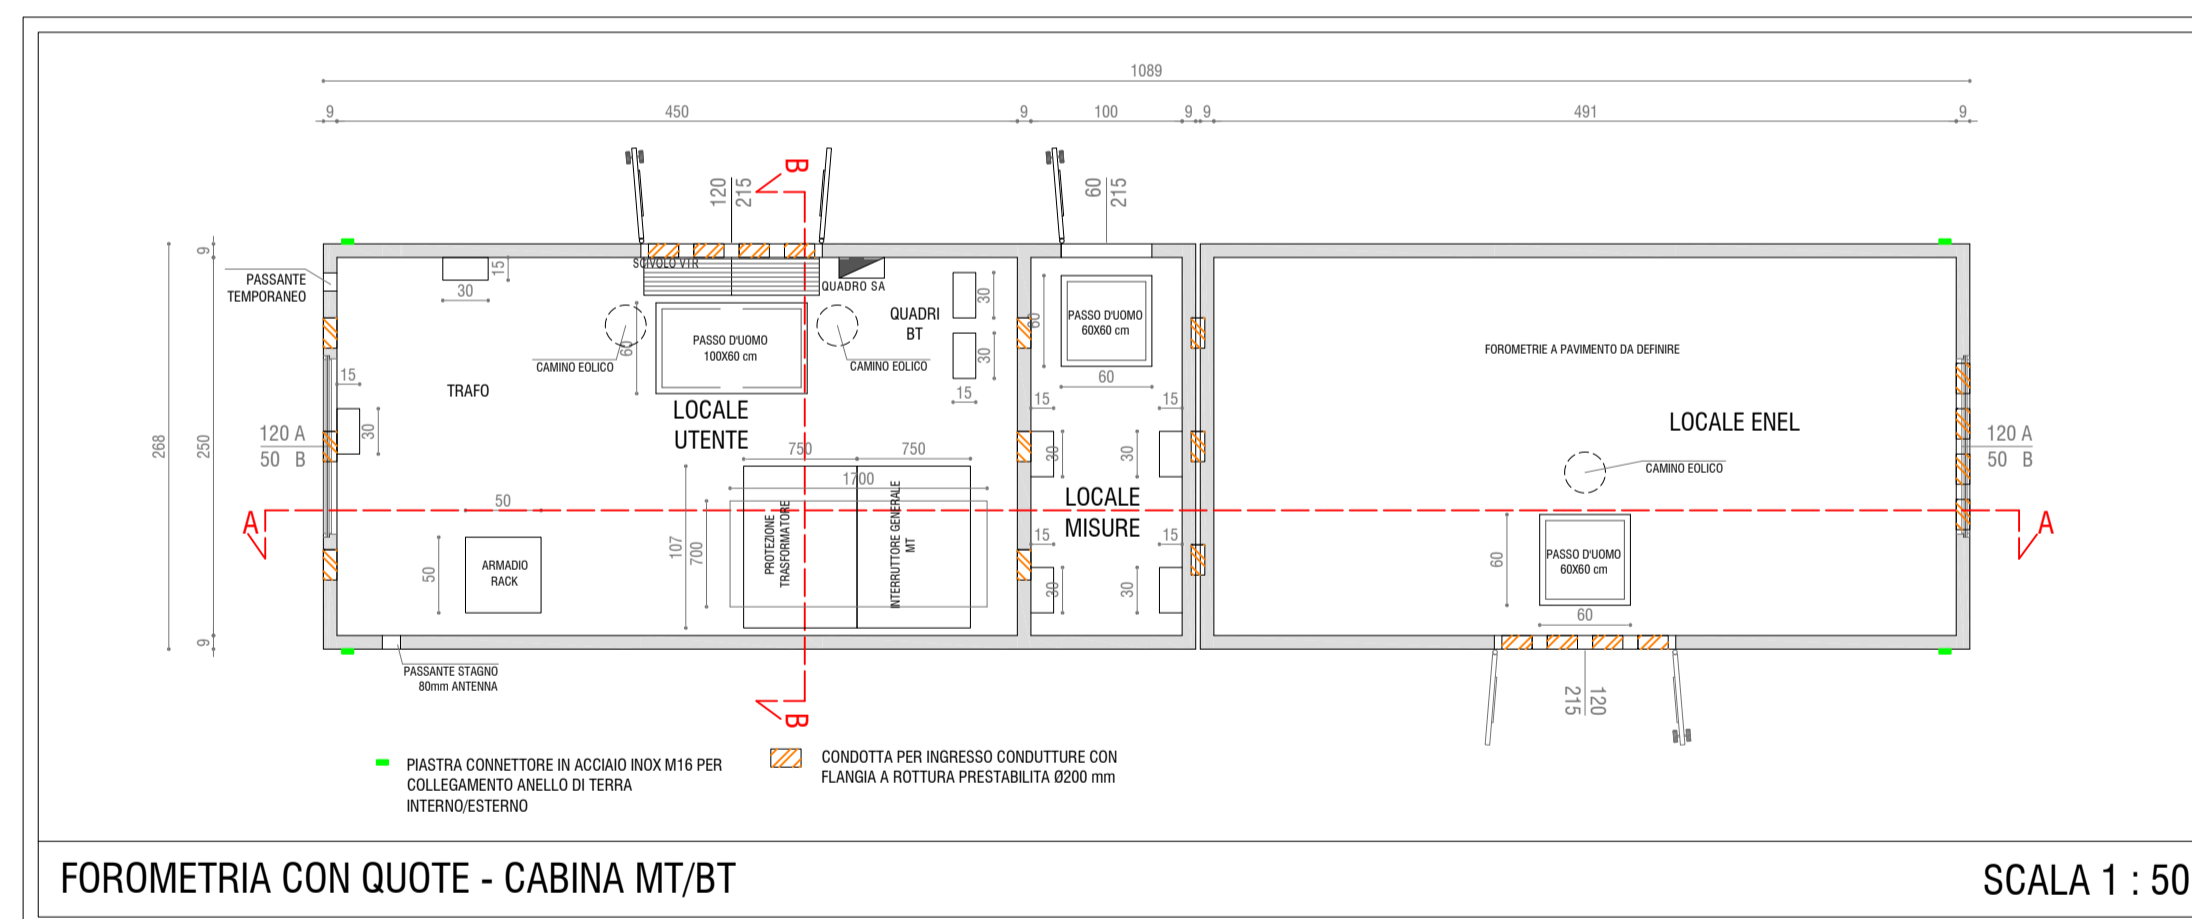 1089
9 450 9 100 9 9 491 9
B
120
215
60
215
9
PASSANTE
TEMPORANEO
30
15
SCIVOLO VTR
QUADRO SA
QUADRI
BT
30
30
15
60
PASSO D'UOMO
100X60 cm
CAMINO EOLICO
CAMINO EOLICO
60
PASSO D'UOMO
60X60 cm
60
FOROMETRIE A PAVIMENTO DA DEFINIRE
15
TRAFO
30
LOCALE
UTENTE
15
15
LOCALE ENEL
120 A
50 B
268
250
750
750
1700
30
30
CAMINO EOLICO
120 A
50 B
A
50
50
ARMADIO
RACK
107
700
PROTEZIONE
TRASFORMATORE
INTERRUTTORE GENERALE
MT
LOCALE
MISURE
15
15
30
30
60
PASSO D'UOMO
60X60 cm
60
A
9
PASSANTE STAGNO
80mm ANTENNA
B
120
215
PIASTRA CONNETTORE IN ACCIAIO INOX M16 PER
COLLEGAMENTO ANELLO DI TERRA
INTERNO/ESTERNO
CONDOTTA PER INGRESSO CONDUTTURE CON
FLANGIA A ROTTURA PRESTABILITA Ø200 mm
FOROMETRIA CON QUOTE - CABINA MT/BT
SCALA 1 : 50